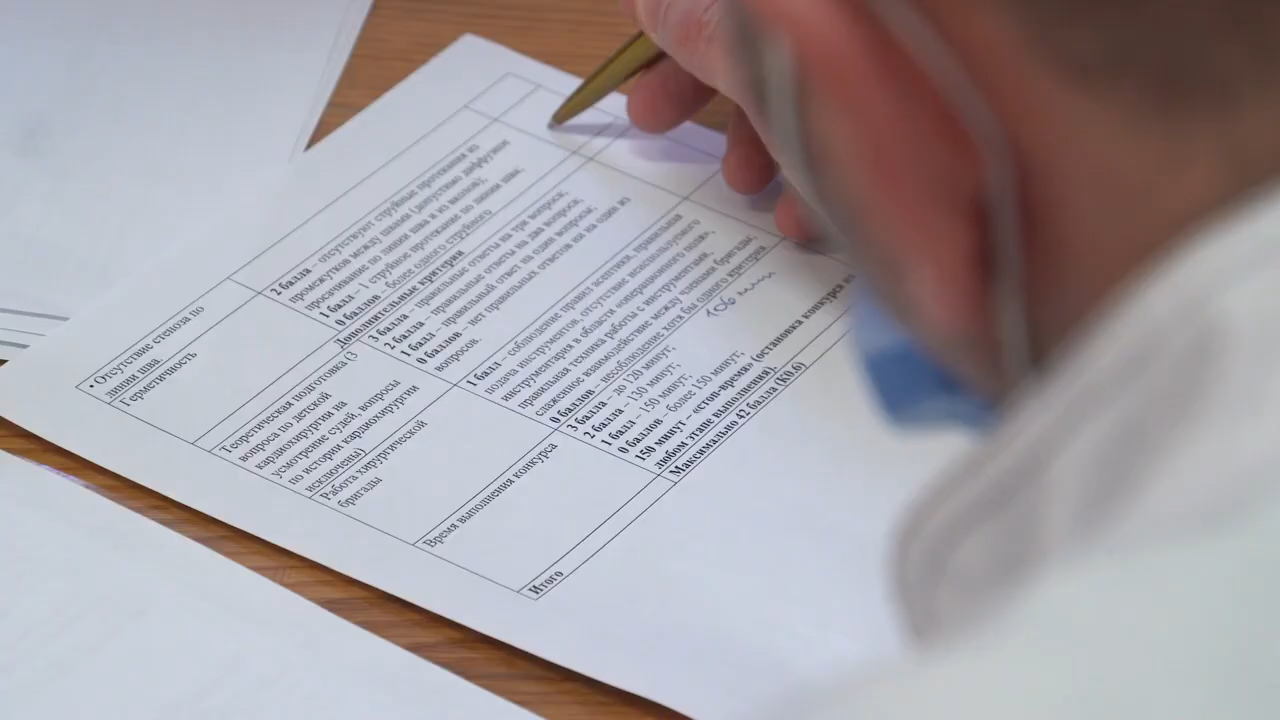 • Отсутствие стеноза по
линии шва.
Герметичность
2 балла – отсутствуют струйные протекания из
промежутков между швами (допустимо диффузное
просачивание по линии шва и из вколов);
1 балл – 1 струйное протекание по линии шва;
0 баллов – более одного струйного
Дополнительные критерии
Теоретическая подготовка (3
вопроса по детской
кардиохирургии на
усмотрение судей, вопросы
по истории кардиохирургии
исключены)
3 балла – правильные ответы на три вопроса;
2 балла – правильные ответы на два вопроса;
1 балл – правильный ответ на один вопрос;
0 баллов – нет правильных ответов ни на один из
вопросов.
Работа хирургической
бригады
1 балл – соблюдение правил асептики, правильная
подача инструментов, отсутствие неиспользуемого
инструментария в области «операционного поля»,
правильная техника работы с инструментами,
слаженное взаимодействие между членами бригады;
0 баллов – несоблюдение хотя бы одного критерия
Время выполнения конкурса
3 балла – до 120 минут;
2 балла – 130 минут;
1 балл – 150 минут;
0 баллов – более 150 минут;
150 минут – «стоп-время» (остановка конкурса на
любом этапе выполнения).
106 мин
Итого
Максимально 42 балла (К0,6)